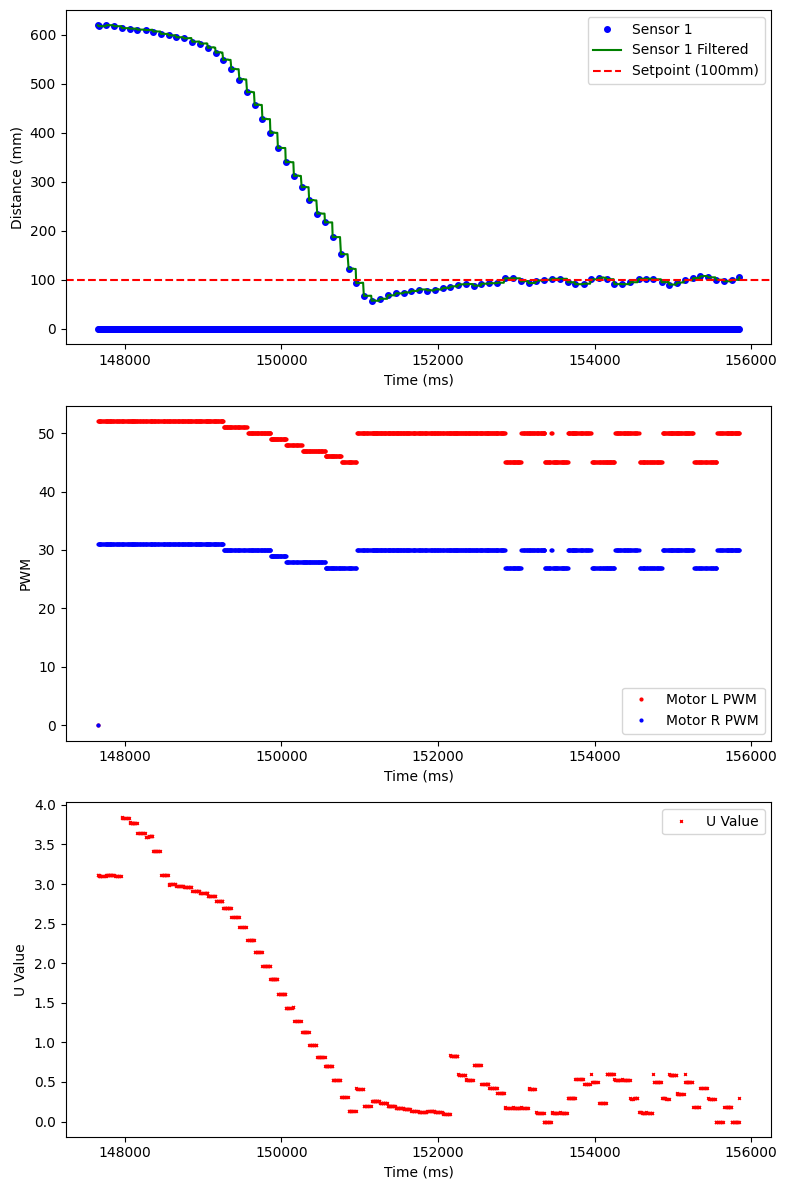 600
500
400
300
200
100
0
Distance (mm)
Sensor 1
Sensor 1 Filtered
Setpoint (100mm)
148000 150000 152000 154000 156000
Time (ms)
50
40
30
20
10
0
PWM
Motor L PWM
Motor R PWM
148000 150000 152000 154000 156000
Time (ms)
4.0
3.5
3.0
2.5
2.0
1.5
1.0
0.5
0.0
U Value
U Value
148000 150000 152000 154000 156000
Time (ms)